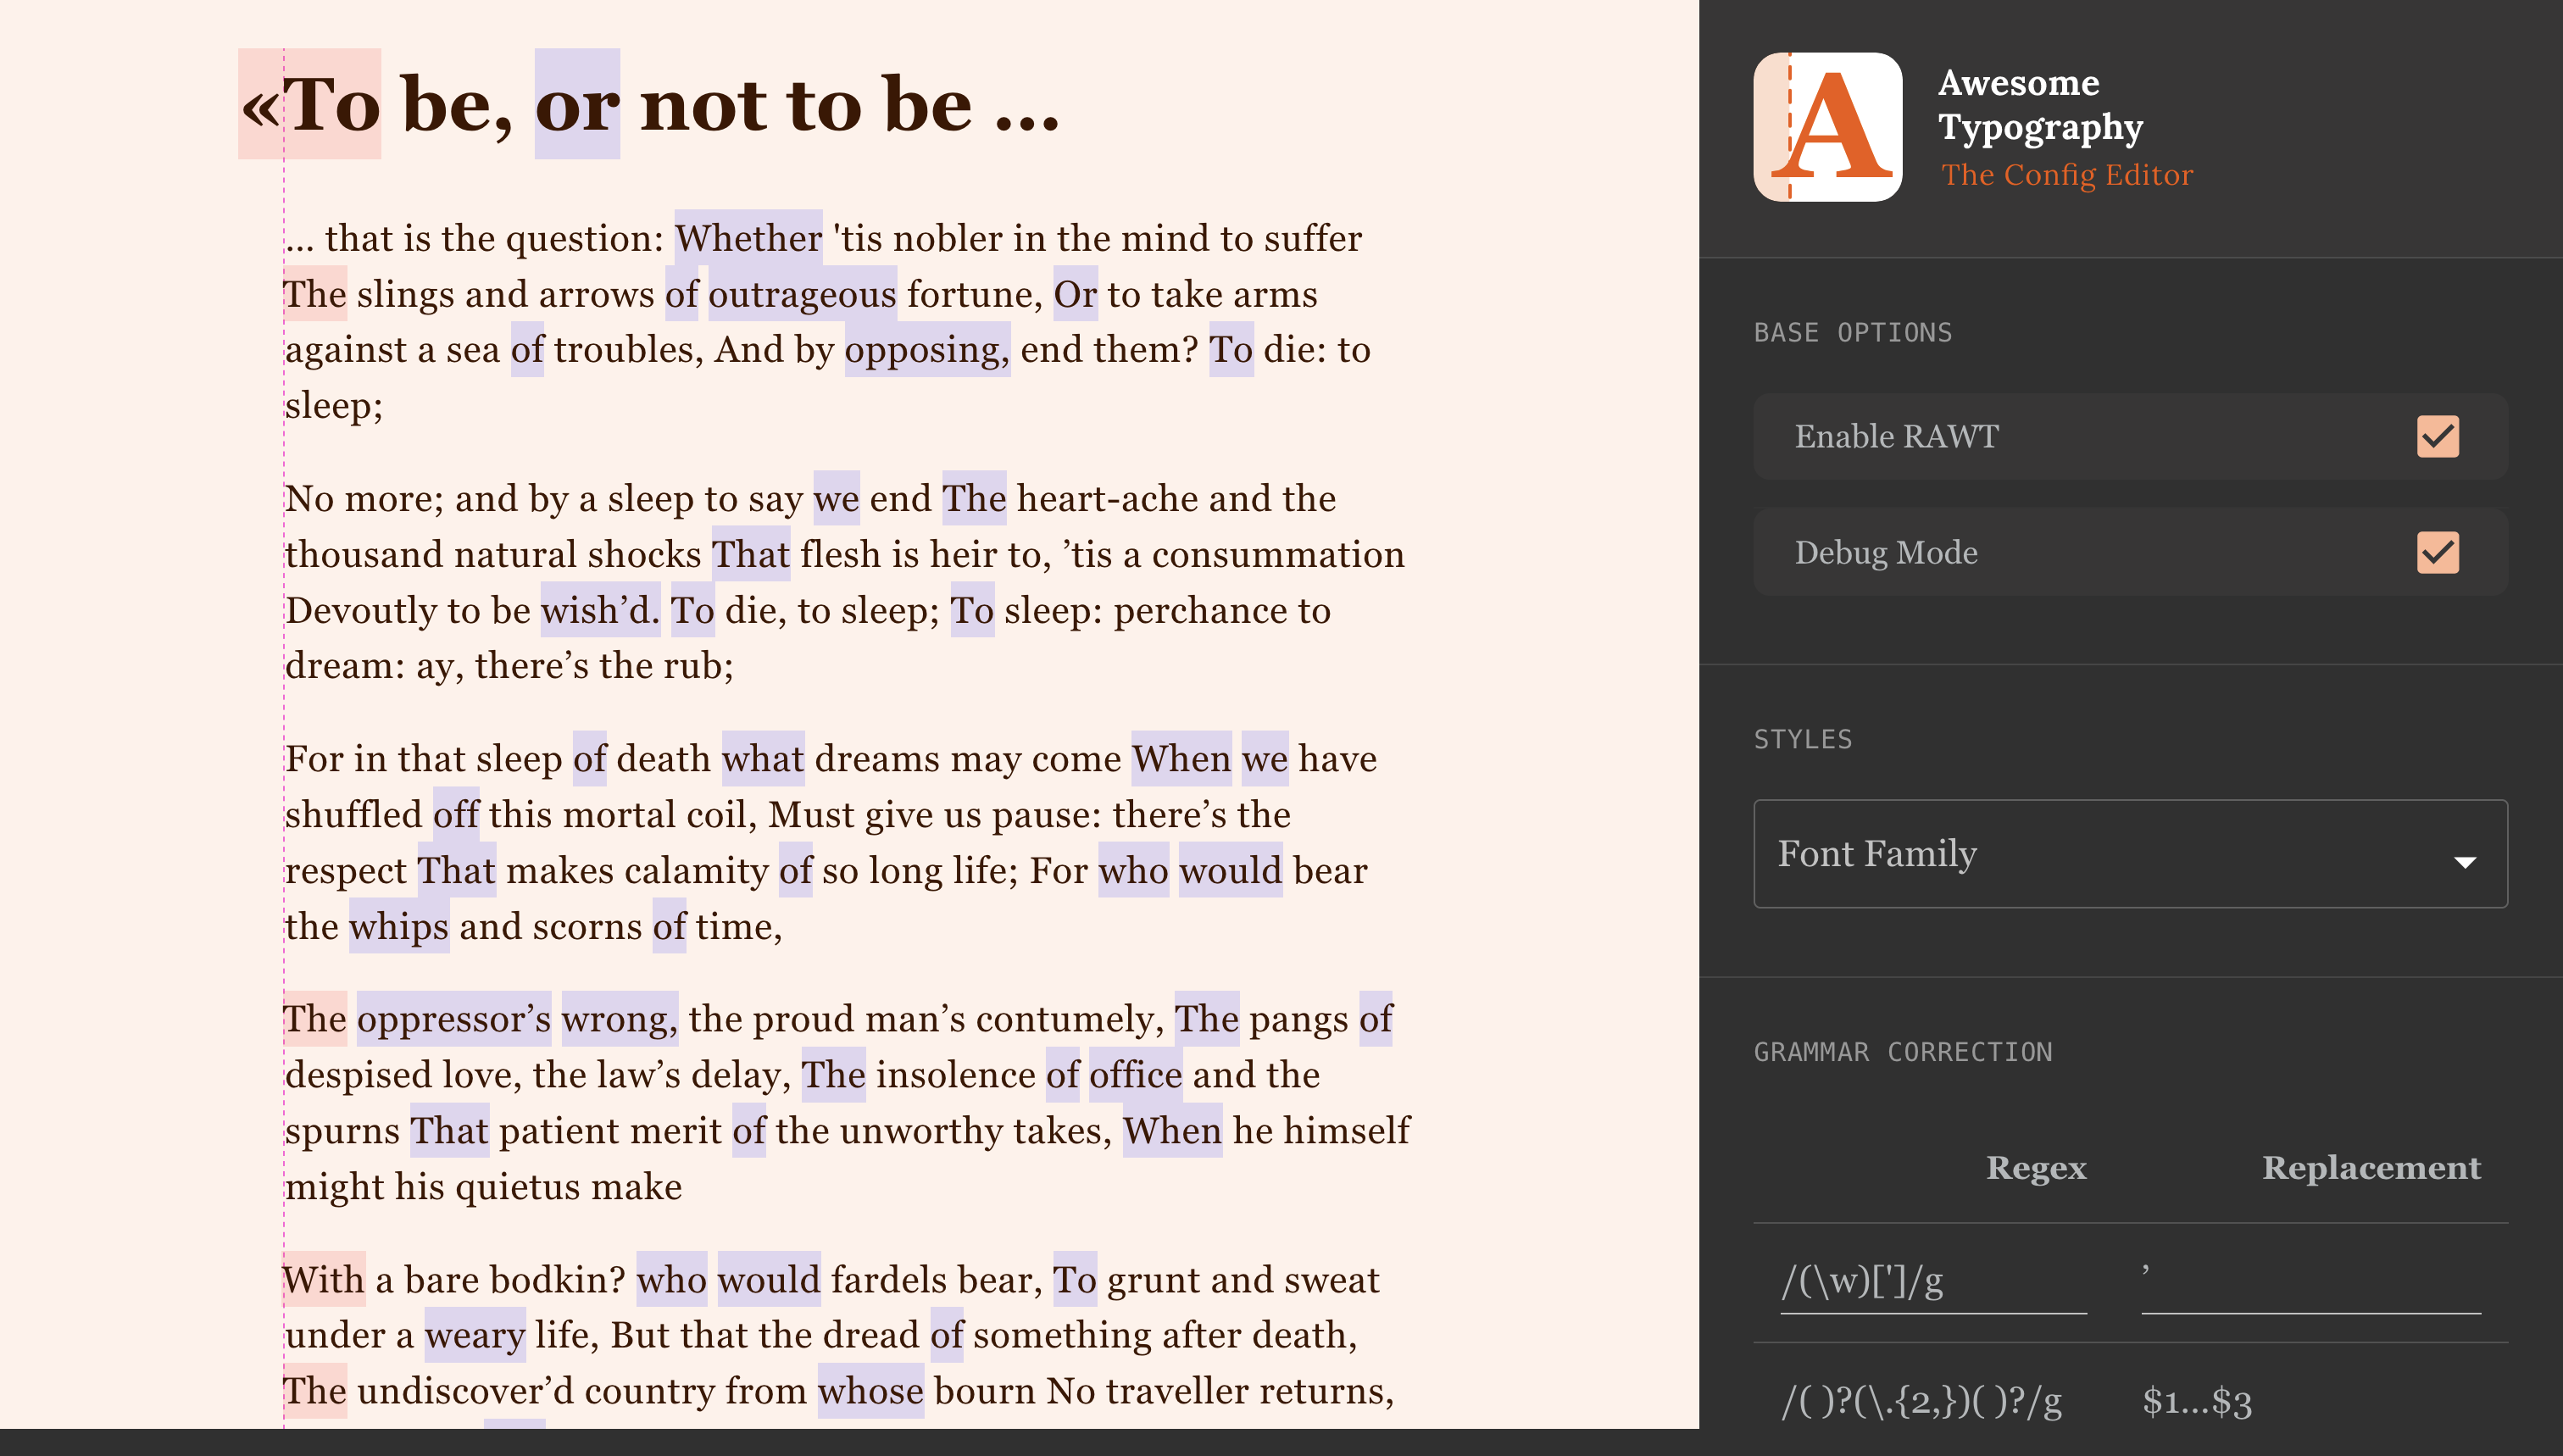 «To be, or not to be …
… that is the question: Whether 'tis nobler in the mind to suffer
The slings and arrows of outrageous fortune, Or to take arms
against a sea of troubles, And by opposing, end them? To die: to
sleep;
No more; and by a sleep to say we end The heart-ache and the
thousand natural shocks That flesh is heir to, ’tis a consummation
Devoutly to be wish’d. To die, to sleep; To sleep: perchance to
dream: ay, there’s the rub;
For in that sleep of death what dreams may come When we have
shuffled off this mortal coil, Must give us pause: there’s the
respect That makes calamity of so long life; For who would bear
the whips and scorns of time,
The oppressor’s wrong, the proud man’s contumely, The pangs of
despised love, the law’s delay, The insolence of office and the
spurns That patient merit of the unworthy takes, When he himself
might his quietus make
With a bare bodkin? who would fardels bear, To grunt and sweat
under a weary life, But that the dread of something after death,
The undiscover’d country from whose bourn No traveller returns,
A
Awesome
Typography
The Config Editor
BASE OPTIONS
Enable RAWT
Debug Mode
STYLES
Font Family
GRAMMAR CORRECTION
Regex Replacement
/(\w)[']/g ’
/( )?(\.{2,})( )?/g $1…$3